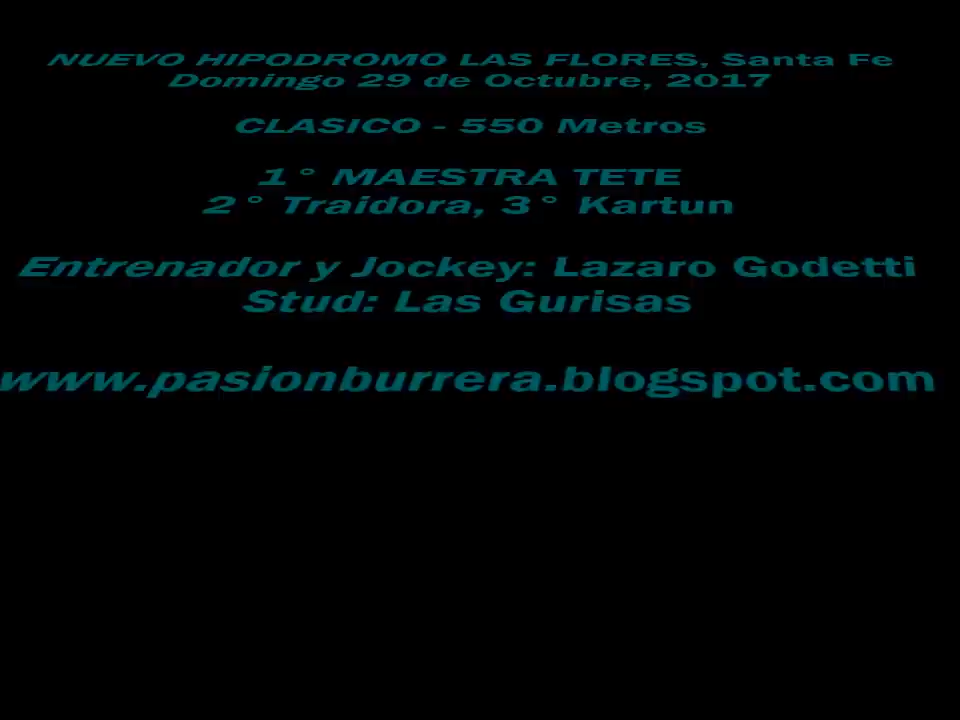 NUEVO HIPODROMO LAS FLORES, Santa Fe
Domingo 29 de Octubre, 2017
CLASICO - 550 Metros
1° MAESTRA TETE
2° Traidora, 3° Kartun
Entrenador y Jockey: Lazaro Godetti
Stud: Las Gurisas
www.pasionburrera.blogspot.com